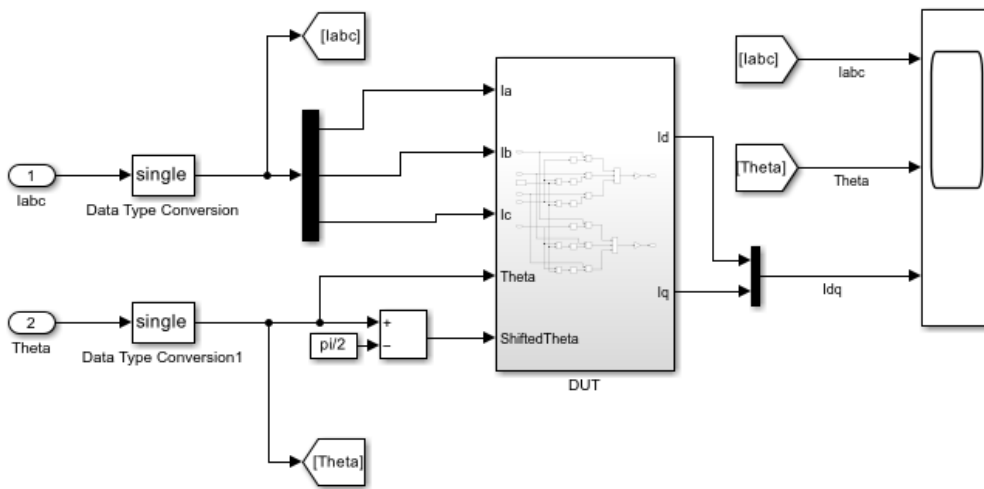 [Iabc]
1
Iabc
single
Data Type Conversion
Ia
Ib
Ic
Theta
ShiftedTheta
Id
Iq
DUT
2
Theta
single
Data Type Conversion1
pi/2
+
−
[Theta]
[Iabc]
Iabc
[Theta]
Theta
Idq